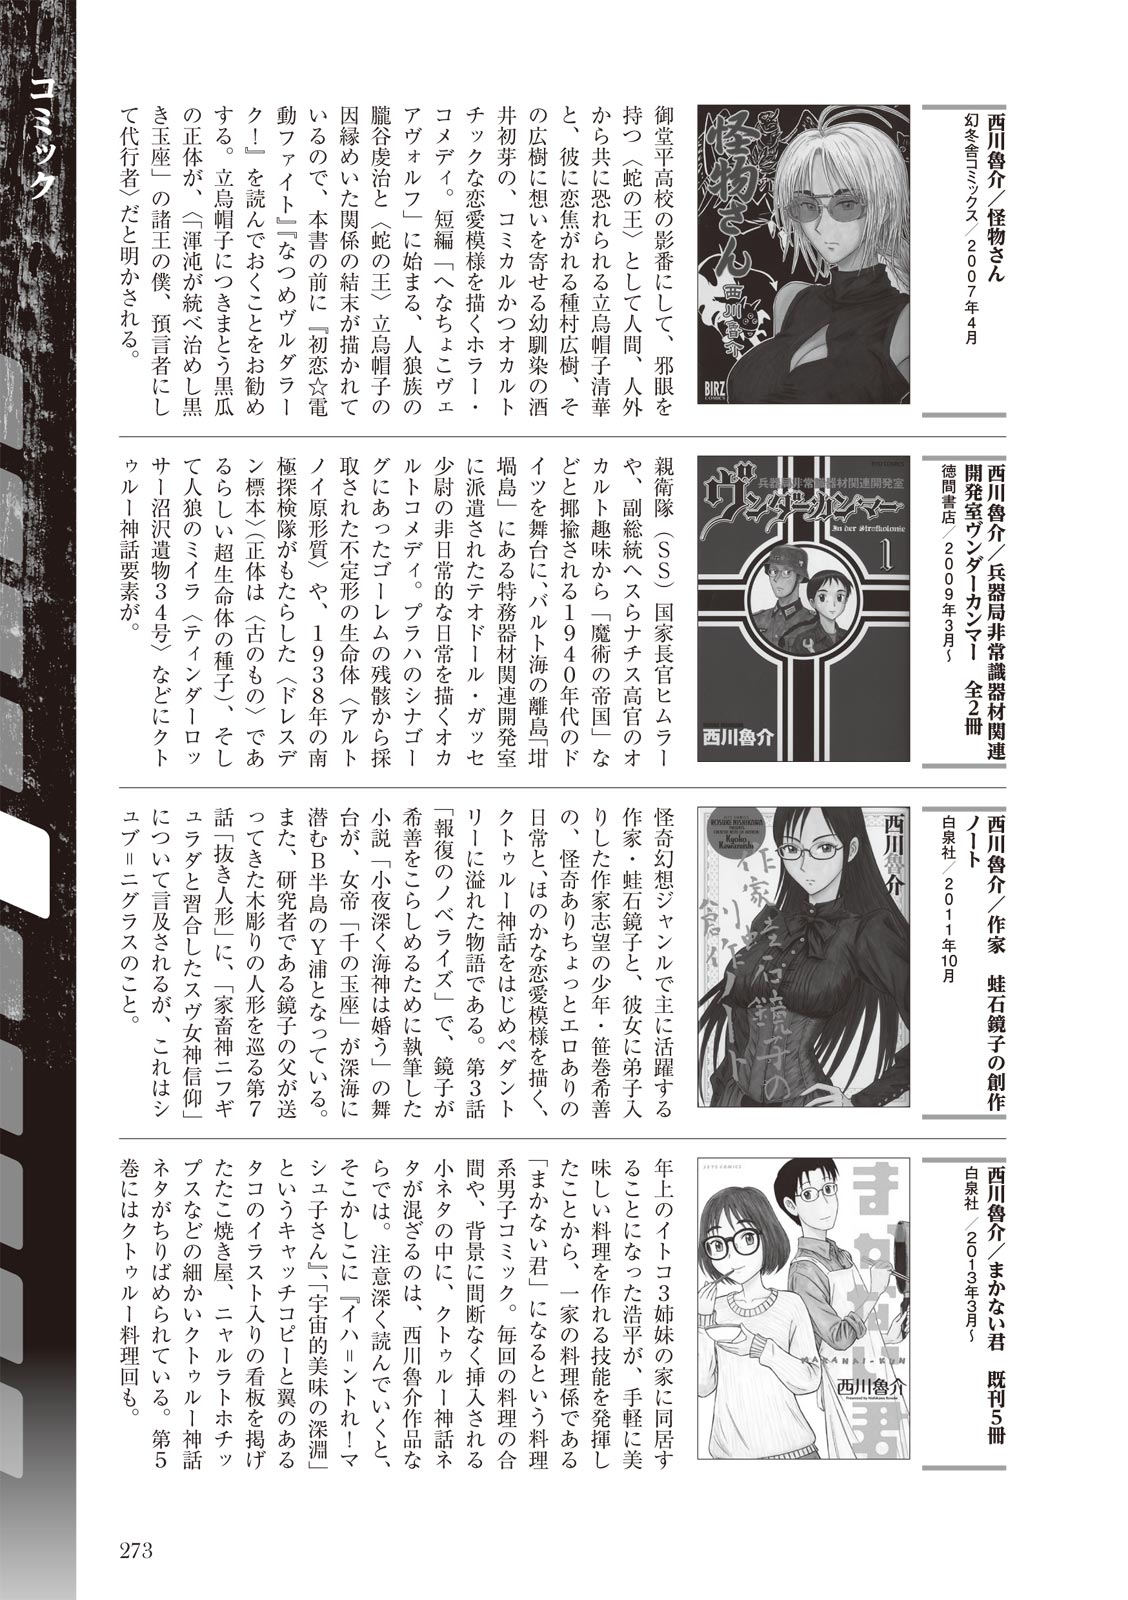 コミック
西川魯介／怪物さん
幻冬舎コミックス／2007年4月
怪物さん
西川魯介
BIRZ
COMICS
御堂平高校の影番にして、邪眼を
持つ〈蛇の王〉として人間、人外
から共に恐れられる立烏帽子清華
と、彼に恋焦がれる種村広樹、そ
の広樹に想いを寄せる幼馴染の酒
井初芽の、コミカルかつオカルト
チックな恋愛模様を描くホラー・
コメディ。短編「へなちょこヴェ
アヴォルフ」に始まる、人狼族の
朧谷虔治と〈蛇の王〉立烏帽子の
因縁めいた関係の結末が描かれて
いるので、本書の前に『初恋☆電
動ファイト』『なつめヴルダラー
ク！』を読んでおくことをお勧め
する。立烏帽子につきまとう黒瓜
の正体が、〈「渾沌が統べ治めし黒
き玉座」の諸王の僕、預言者にし
て代行者〉だと明かされる。
西川魯介／兵器局非常識器材関連
開発室ヴンダーカンマー　全2冊
徳間書店／2009年3月〜
RYU COMICS
兵器局非常識器材関連開発室
ヴンダーカンマー
In der Strafkolonie
1
西川魯介
親衛隊（SS）国家長官ヒムラー
や、副総統ヘスらナチス高官のオ
カルト趣味から「魔術の帝国」な
どと揶揄される1940年代のド
イツを舞台に、バルト海の離島「坩
堝島」にある特務器材関連開発室
に派遣されたテオドール・ガッセ
少尉の非日常的な日常を描くオカ
ルトコメディ。プラハのシナゴー
グにあったゴーレムの残骸から採
取された不定形の生命体〈アルト
ノイ原形質〉や、1938年の南
極探検隊がもたらした〈ドレスデ
ン標本〉（正体は〈古のもの〉であ
るらしい超生命体の種子）、そし
て人狼のミイラ〈ティンダーロッ
サー沼沢遺物34号〉などにクト
ゥルー神話要素が。
西川魯介／作家　蛙石鏡子の創作
ノート
白泉社／2011年10月
西川魯介
作家蛙石鏡子の
創作ノート
怪奇幻想ジャンルで主に活躍する
作家・蛙石鏡子と、彼女に弟子入
りした作家志望の少年・笹巻希善
の、怪奇ありちょっとエロありの
日常と、ほのかな恋愛模様を描く、
クトゥルー神話をはじめペダント
リーに溢れた物語である。第3話
「報復のノベライズ」で、鏡子が
希善をこらしめるために執筆した
小説「小夜深く海神は婚う」の舞
台が、女帝「千の玉座」が深海に
潜むB半島のY浦となっている。
また、研究者である鏡子の父が送
ってきた木彫りの人形を巡る第7
話「抜き人形」に、「家畜神ニフギ
ュラダと習合したスヴ女神信仰」
について言及されるが、これはシ
ュブ＝ニグラスのこと。
西川魯介／まかない君　既刊5冊
白泉社　／2013年3月〜
JETS COMICS
まかない君
MAKANAI-KUN
西川魯介
年上のイトコ3姉妹の家に同居す
ることになった浩平が、手軽に美
味しい料理を作れる技能を発揮し
たことから、一家の料理係である
「まかない君」になるという料理
系男子コミック。毎回の料理の合
間や、背景に間断なく挿入される
小ネタの中に、クトゥルー神話ネ
タが混ざるのは、西川魯介作品な
らでは。注意深く読んでいくと、
そこかしこに『イハ＝ントれ！マ
シュ子さん』、「宇宙的美味の深淵」
というキャッチコピーと翼のある
タコのイラスト入りの看板を掲げ
たたこ焼き屋、ニャルラトホチッ
プスなどの細かいクトゥルー神話
ネタがちりばめられている。第5
巻にはクトゥルー料理回も。
273